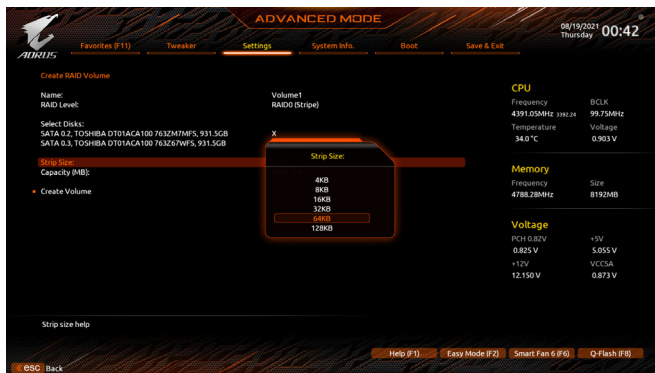 ADVANCED MODE
08/19/2021 Thursday 00:42
AORUS
Favorites (F11) Tweaker Settings System Info. Boot Save & Exit
Create RAID Volume
Name: Volume1
RAID Level: RAID0 (Stripe)
Select Disks:
SATA 0.2, TOSHIBA DT01ACA100 763ZM7MFS, 931.5GB X
SATA 0.3, TOSHIBA DT01ACA100 763Z67WFS, 931.5GB
Strip Size:
Capacity (MB):
Create Volume
Strip Size:
4KB
8KB
16KB
32KB
64KB
128KB
CPU
Frequency BCLK
4391.05MHz 3392.24 99.75MHz
Temperature Voltage
34.0 °C 0.903 V
Memory
Frequency Size
4788.28MHz 8192MB
Voltage
PCH 0.82V +5V
0.825 V 5.055 V
+12V VCCSA
12.150 V 0.873 V
Strip size help
Help (F1) Easy Mode (F2) Smart Fan 6 (F6) Q-Flash (F8)
esc Back